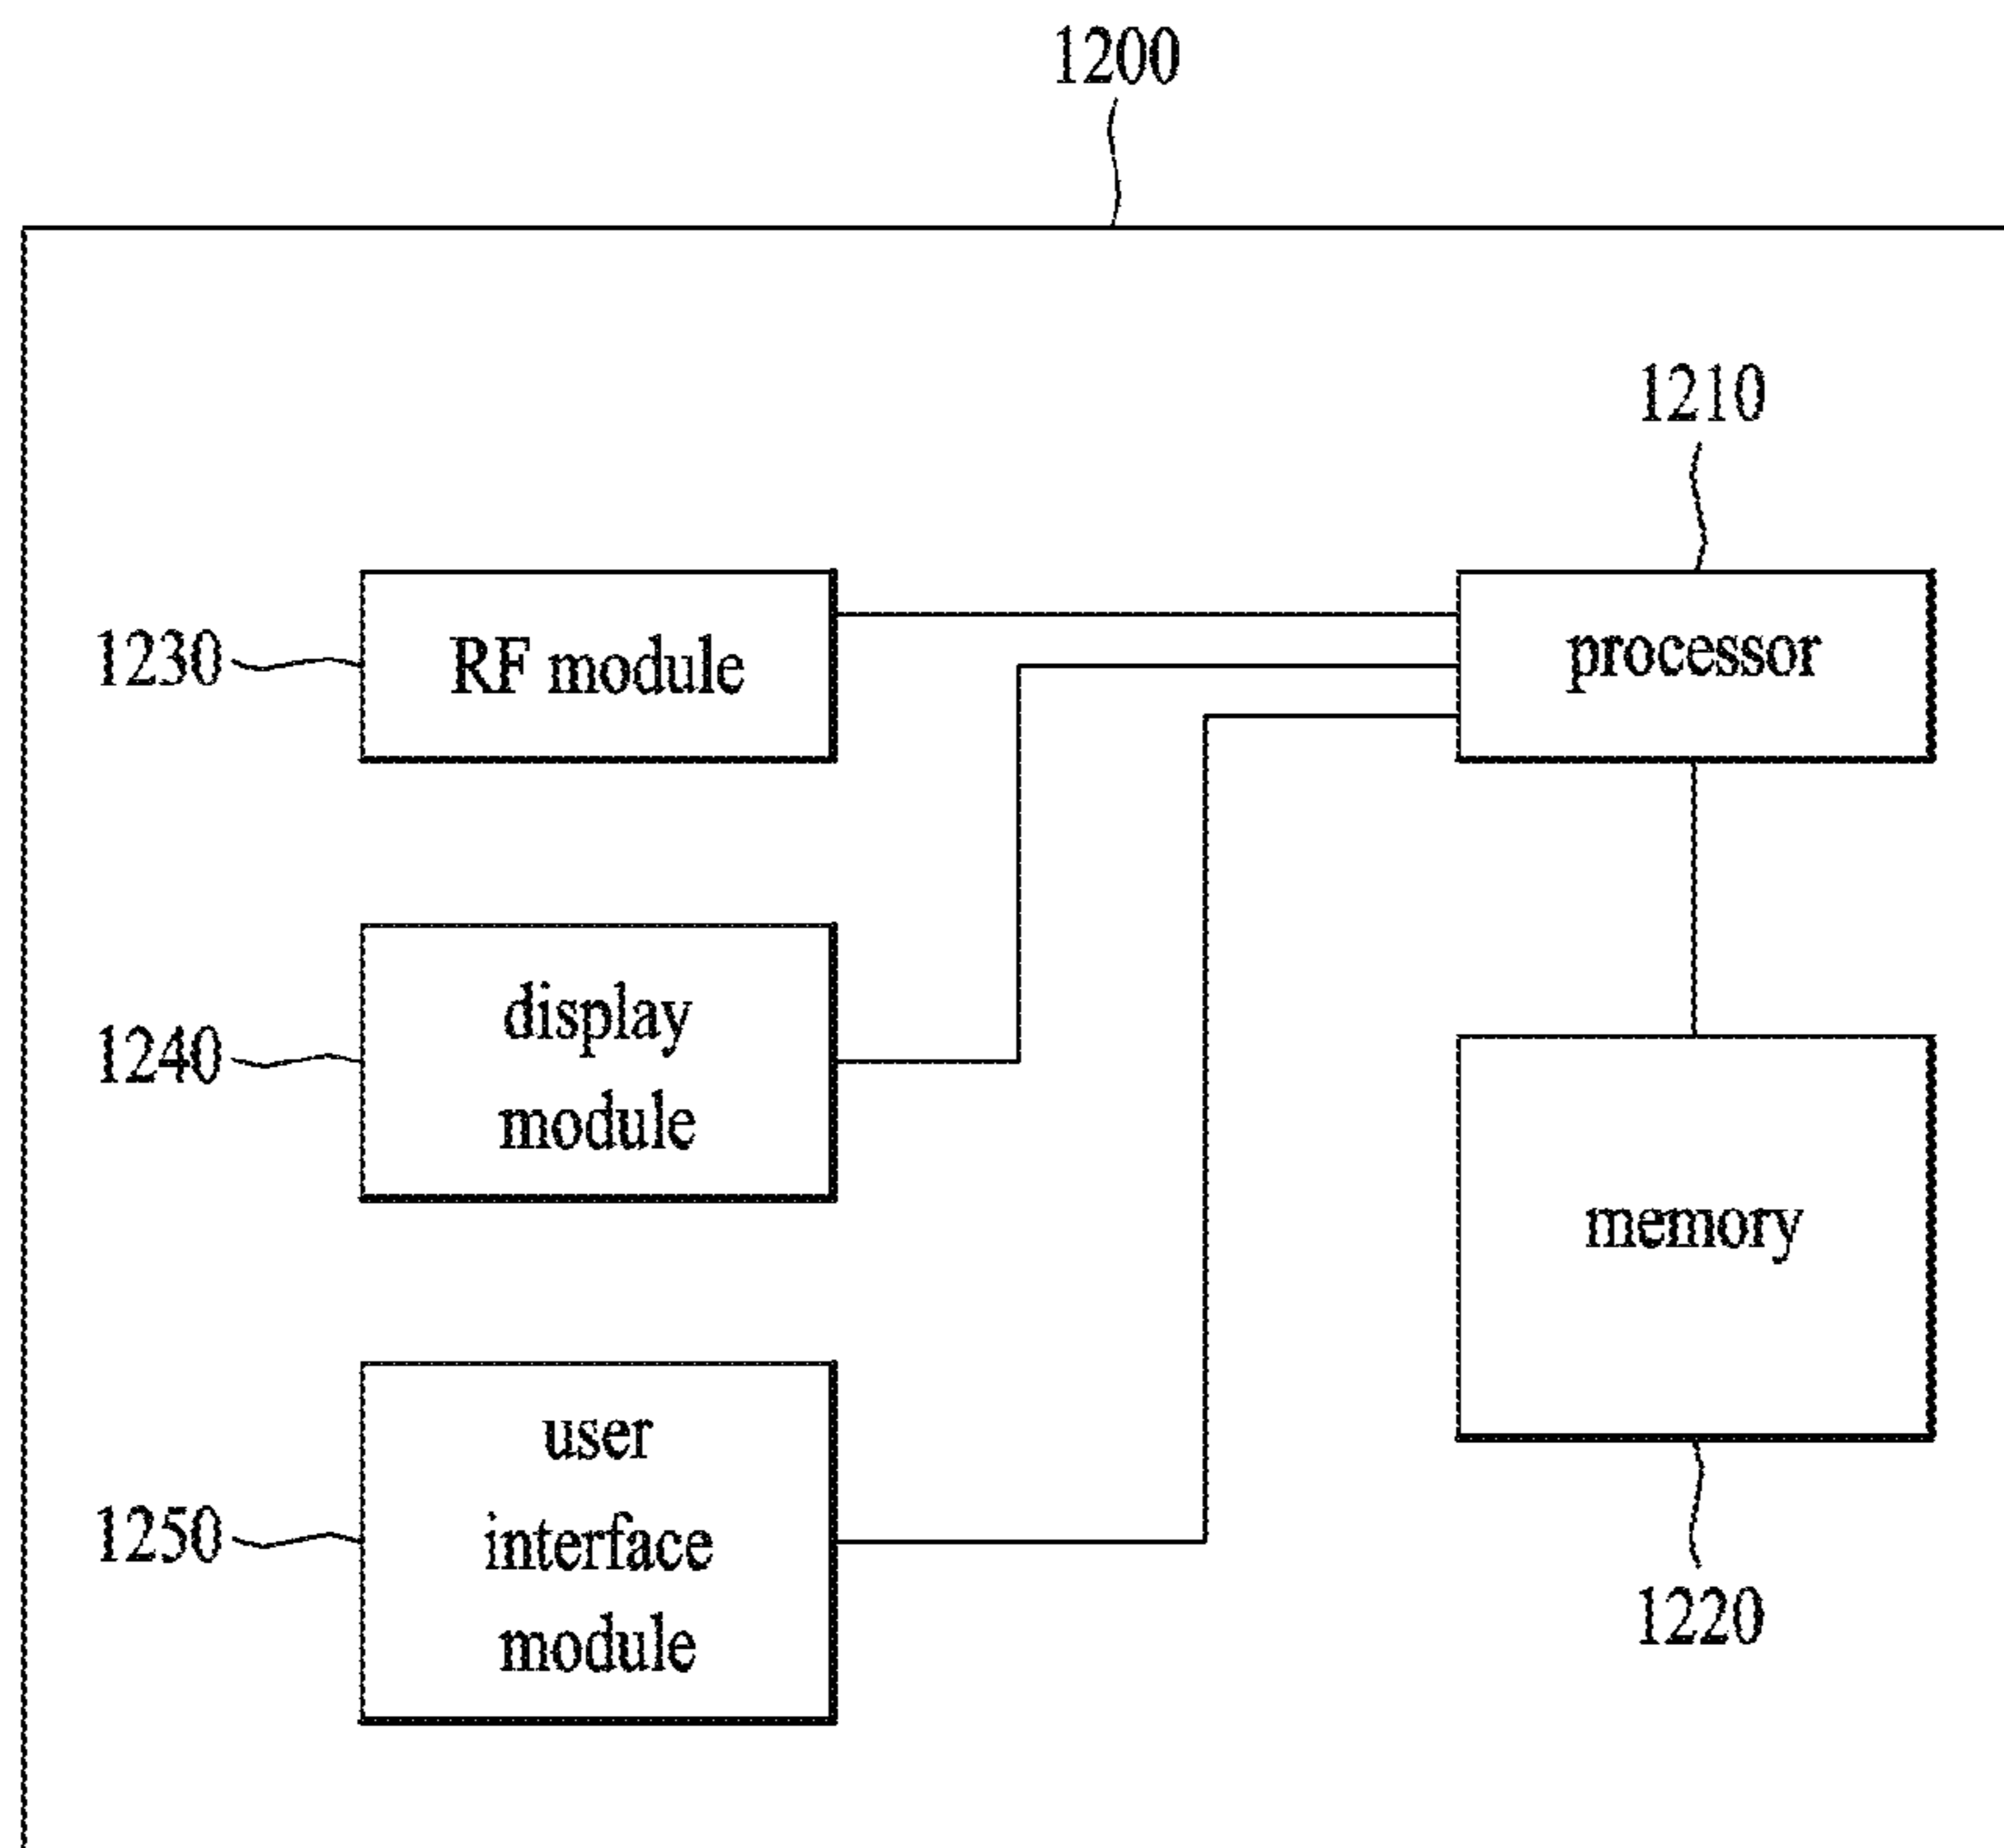 1200
1210
1230
RF module
processor
1240
display
module
memory
1250
user
interface
module
1220